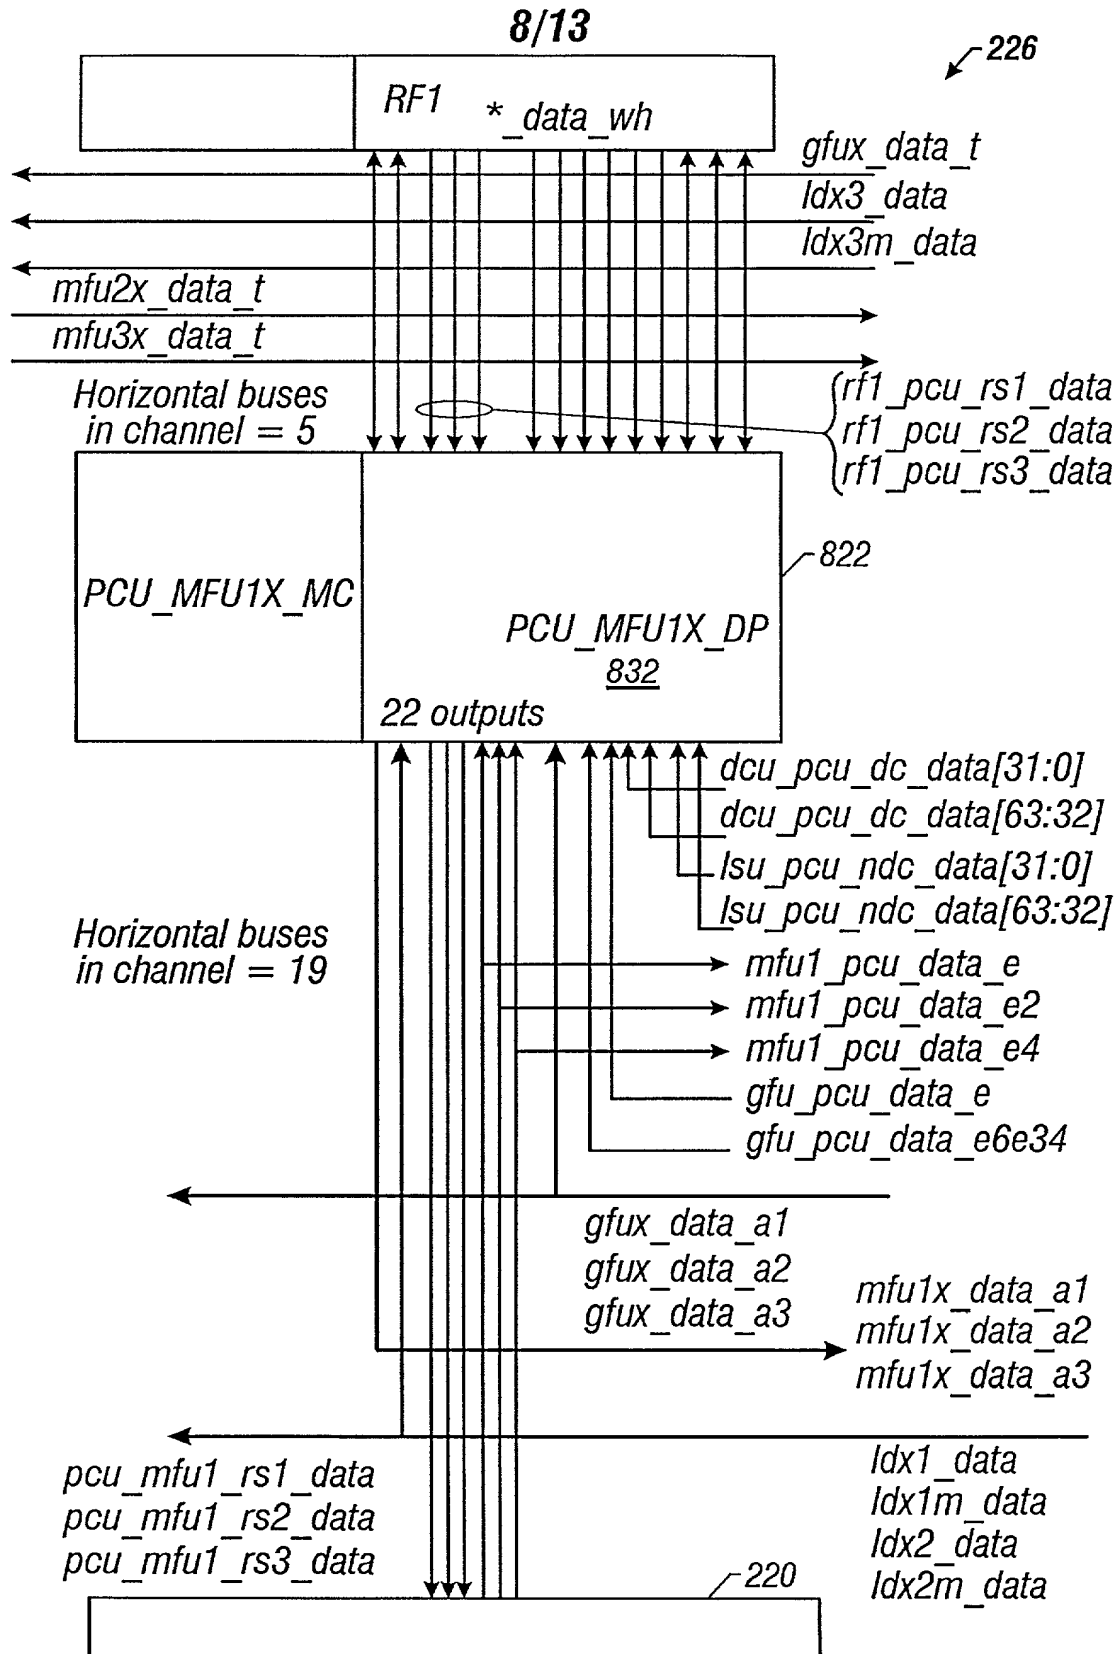 8/13
226
RF1
*_data_wh
gfux_data_t
ldx3_data
ldx3m_data
mfu2x_data_t
mfu3x_data_t
Horizontal buses
in channel = 5
rf1_pcu_rs1_data
rf1_pcu_rs2_data
rf1_pcu_rs3_data
822
PCU_MFU1X_MC
PCU_MFU1X_DP
832
22 outputs
dcu_pcu_dc_data[31:0]
dcu_pcu_dc_data[63:32]
lsu_pcu_ndc_data[31:0]
lsu_pcu_ndc_data[63:32]
Horizontal buses
in channel = 19
mfu1_pcu_data_e
mfu1_pcu_data_e2
mfu1_pcu_data_e4
gfu_pcu_data_e
gfu_pcu_data_e6e34
gfux_data_a1
gfux_data_a2
gfux_data_a3
mfu1x_data_a1
mfu1x_data_a2
mfu1x_data_a3
pcu_mfu1_rs1_data
pcu_mfu1_rs2_data
pcu_mfu1_rs3_data
ldx1_data
ldx1m_data
ldx2_data
ldx2m_data
220